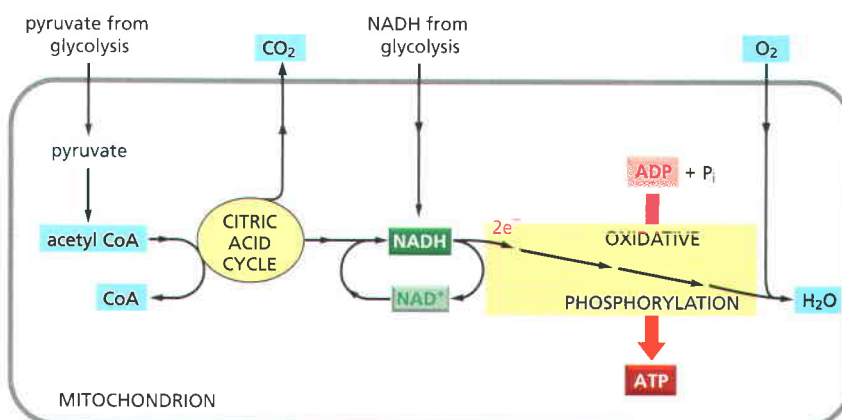 pyruvate from
glycolysis
CO₂
NADH from
glycolysis
O₂
pyruvate
ADP + Pᵢ
acetyl CoA
CITRIC
ACID
CYCLE
NADH
2e⁻
OXIDATIVE
CoA
NAD⁺
PHOSPHORYLATION
H₂O
ATP
MITOCHONDRION